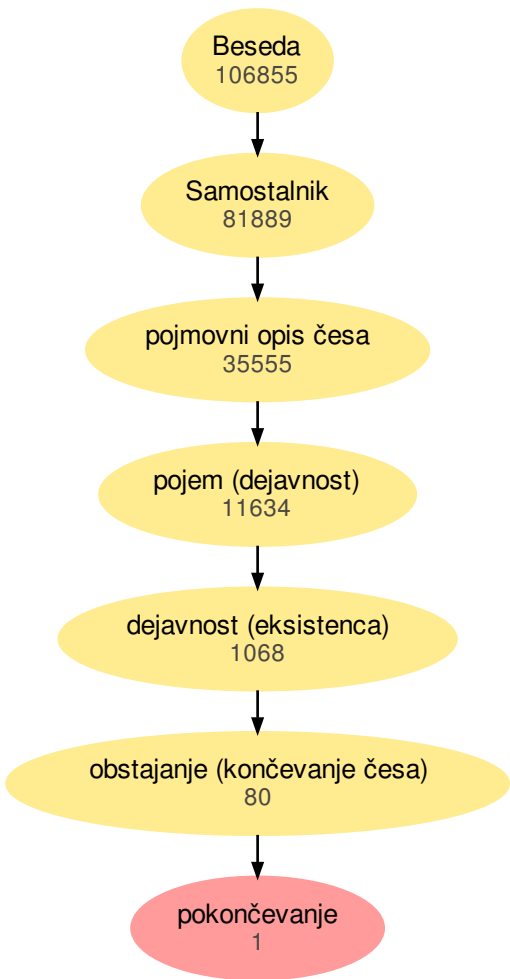 Beseda
106855
Samostalnik
81889
pojmovni opis česa
35555
pojem (dejavnost)
11634
dejavnost (eksistenca)
1068
obstajanje (končevanje česa)
80
pokončevanje
1